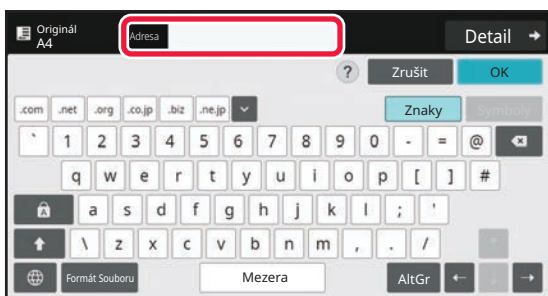 Originál
A4
Adresa
Detail
?
Zrušit
OK
.com .net .org .co.jp .biz .ne.jp
Znaky
Symboly
` 1 2 3 4 5 6 7 8 9 0 - = @
q w e r t y u i o p [ ] #
A a s d f g h j k l ; '
\ z x c v b n m , . /
Formát Souboru
Mezera
AltGr